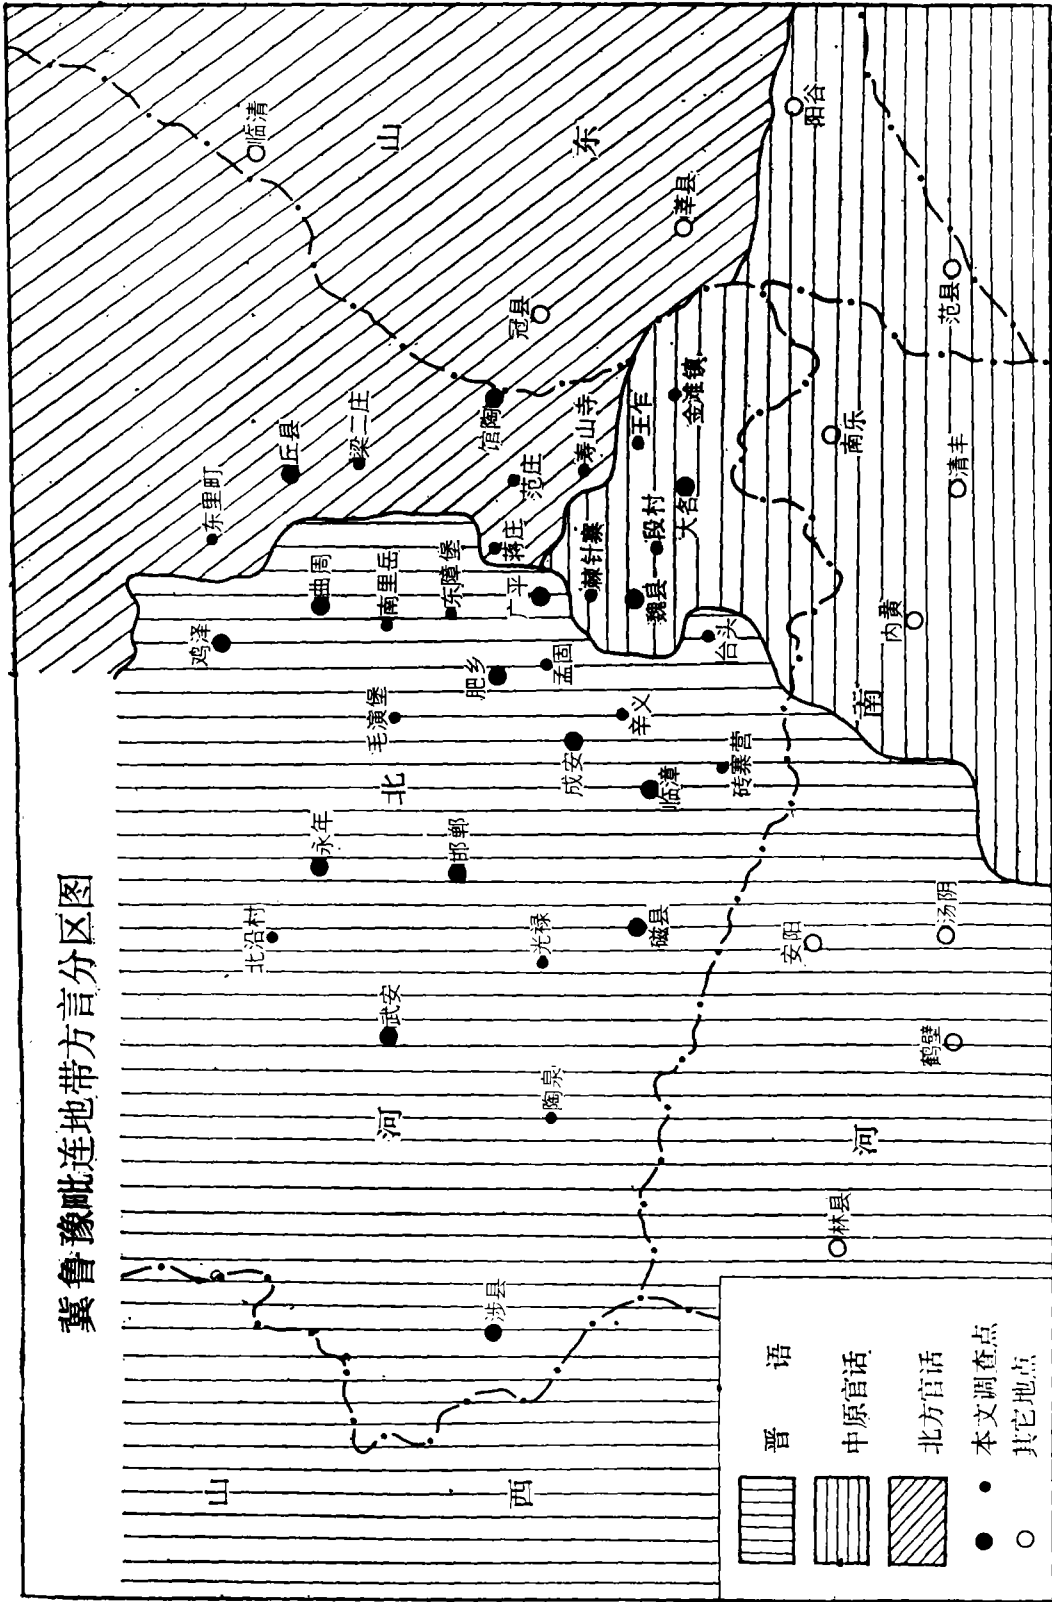 冀鲁豫毗连地带方言分区图
山西
河北
山东
河南
涉县
武安
北沿村
陶泉
光禄
永年
邯郸
磁县
毛演堡
成安
临漳
砖寨营
辛义
鸡泽
肥乡
孟固
曲周
南里岳
东障堡
广平
棘针寨
魏县
台头
蒋庄
段村
大名
东里町
丘县
梁二庄
馆陶
范庄
寿山寺
王乍
金滩镇
临清
冠县
莘县
阳谷
范县
南乐
清丰
内黄
安阳
汤阴
鹤壁
林县
晋语
中原官话
北方官话
本文调查点
其它地点